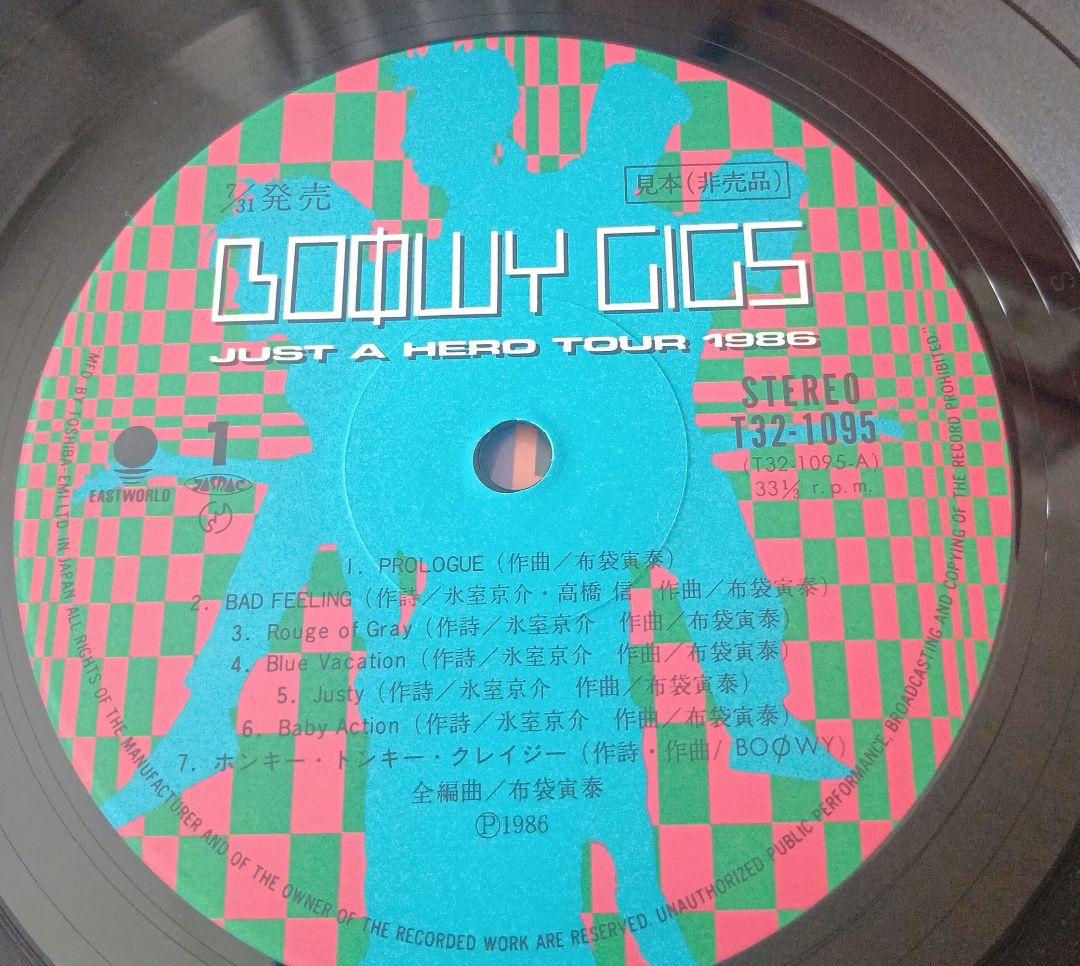 7/31 発売
見本(非売品)
BOØWY GIGS
JUST A HERO TOUR 1986
STEREO
T32-1095
(T32-1095-A)
33⅓ r.p.m.
1
EASTWORLD
JASRAC
1. PROLOGUE (作曲/布袋寅泰)
2. BAD FEELING (作詩/氷室京介・高橋 信　作曲/布袋寅泰)
3. Rouge of Gray (作詩/氷室京介　作曲/布袋寅泰)
4. Blue Vacation (作詩/氷室京介　作曲/布袋寅泰)
5. Justy (作詩/氷室京介　作曲/布袋寅泰)
6. Baby Action (作詩/氷室京介　作曲/布袋寅泰)
7. ホンキー・トンキー・クレイジー (作詩・作曲/ BOØWY)
全編曲/布袋寅泰
Ⓟ1986
"MFD BY TOSHIBA-EMI LTD. IN JAPAN ALL RIGHTS OF THE MANUFACTURER AND OF THE OWNER OF THE RECORDED WORK ARE RESERVED. UNAUTHORIZED PUBLIC PERFORMANCE, BROADCASTING AND COPYING OF THE RECORD PROHIBITED"